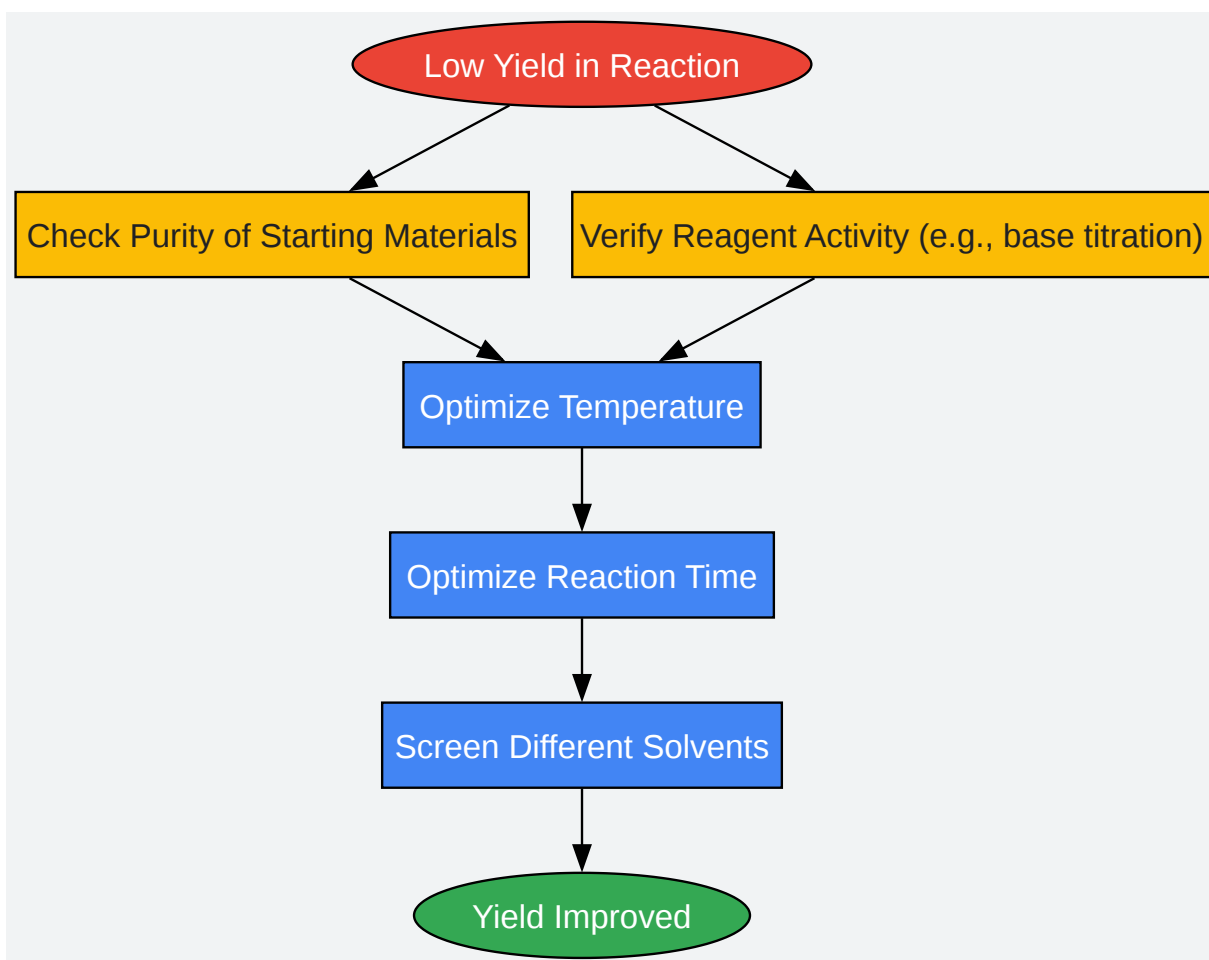 Low Yield in Reaction
Check Purity of Starting Materials
Verify Reagent Activity (e.g., base titration)
Optimize Temperature
Optimize Reaction Time
Screen Different Solvents
Yield Improved